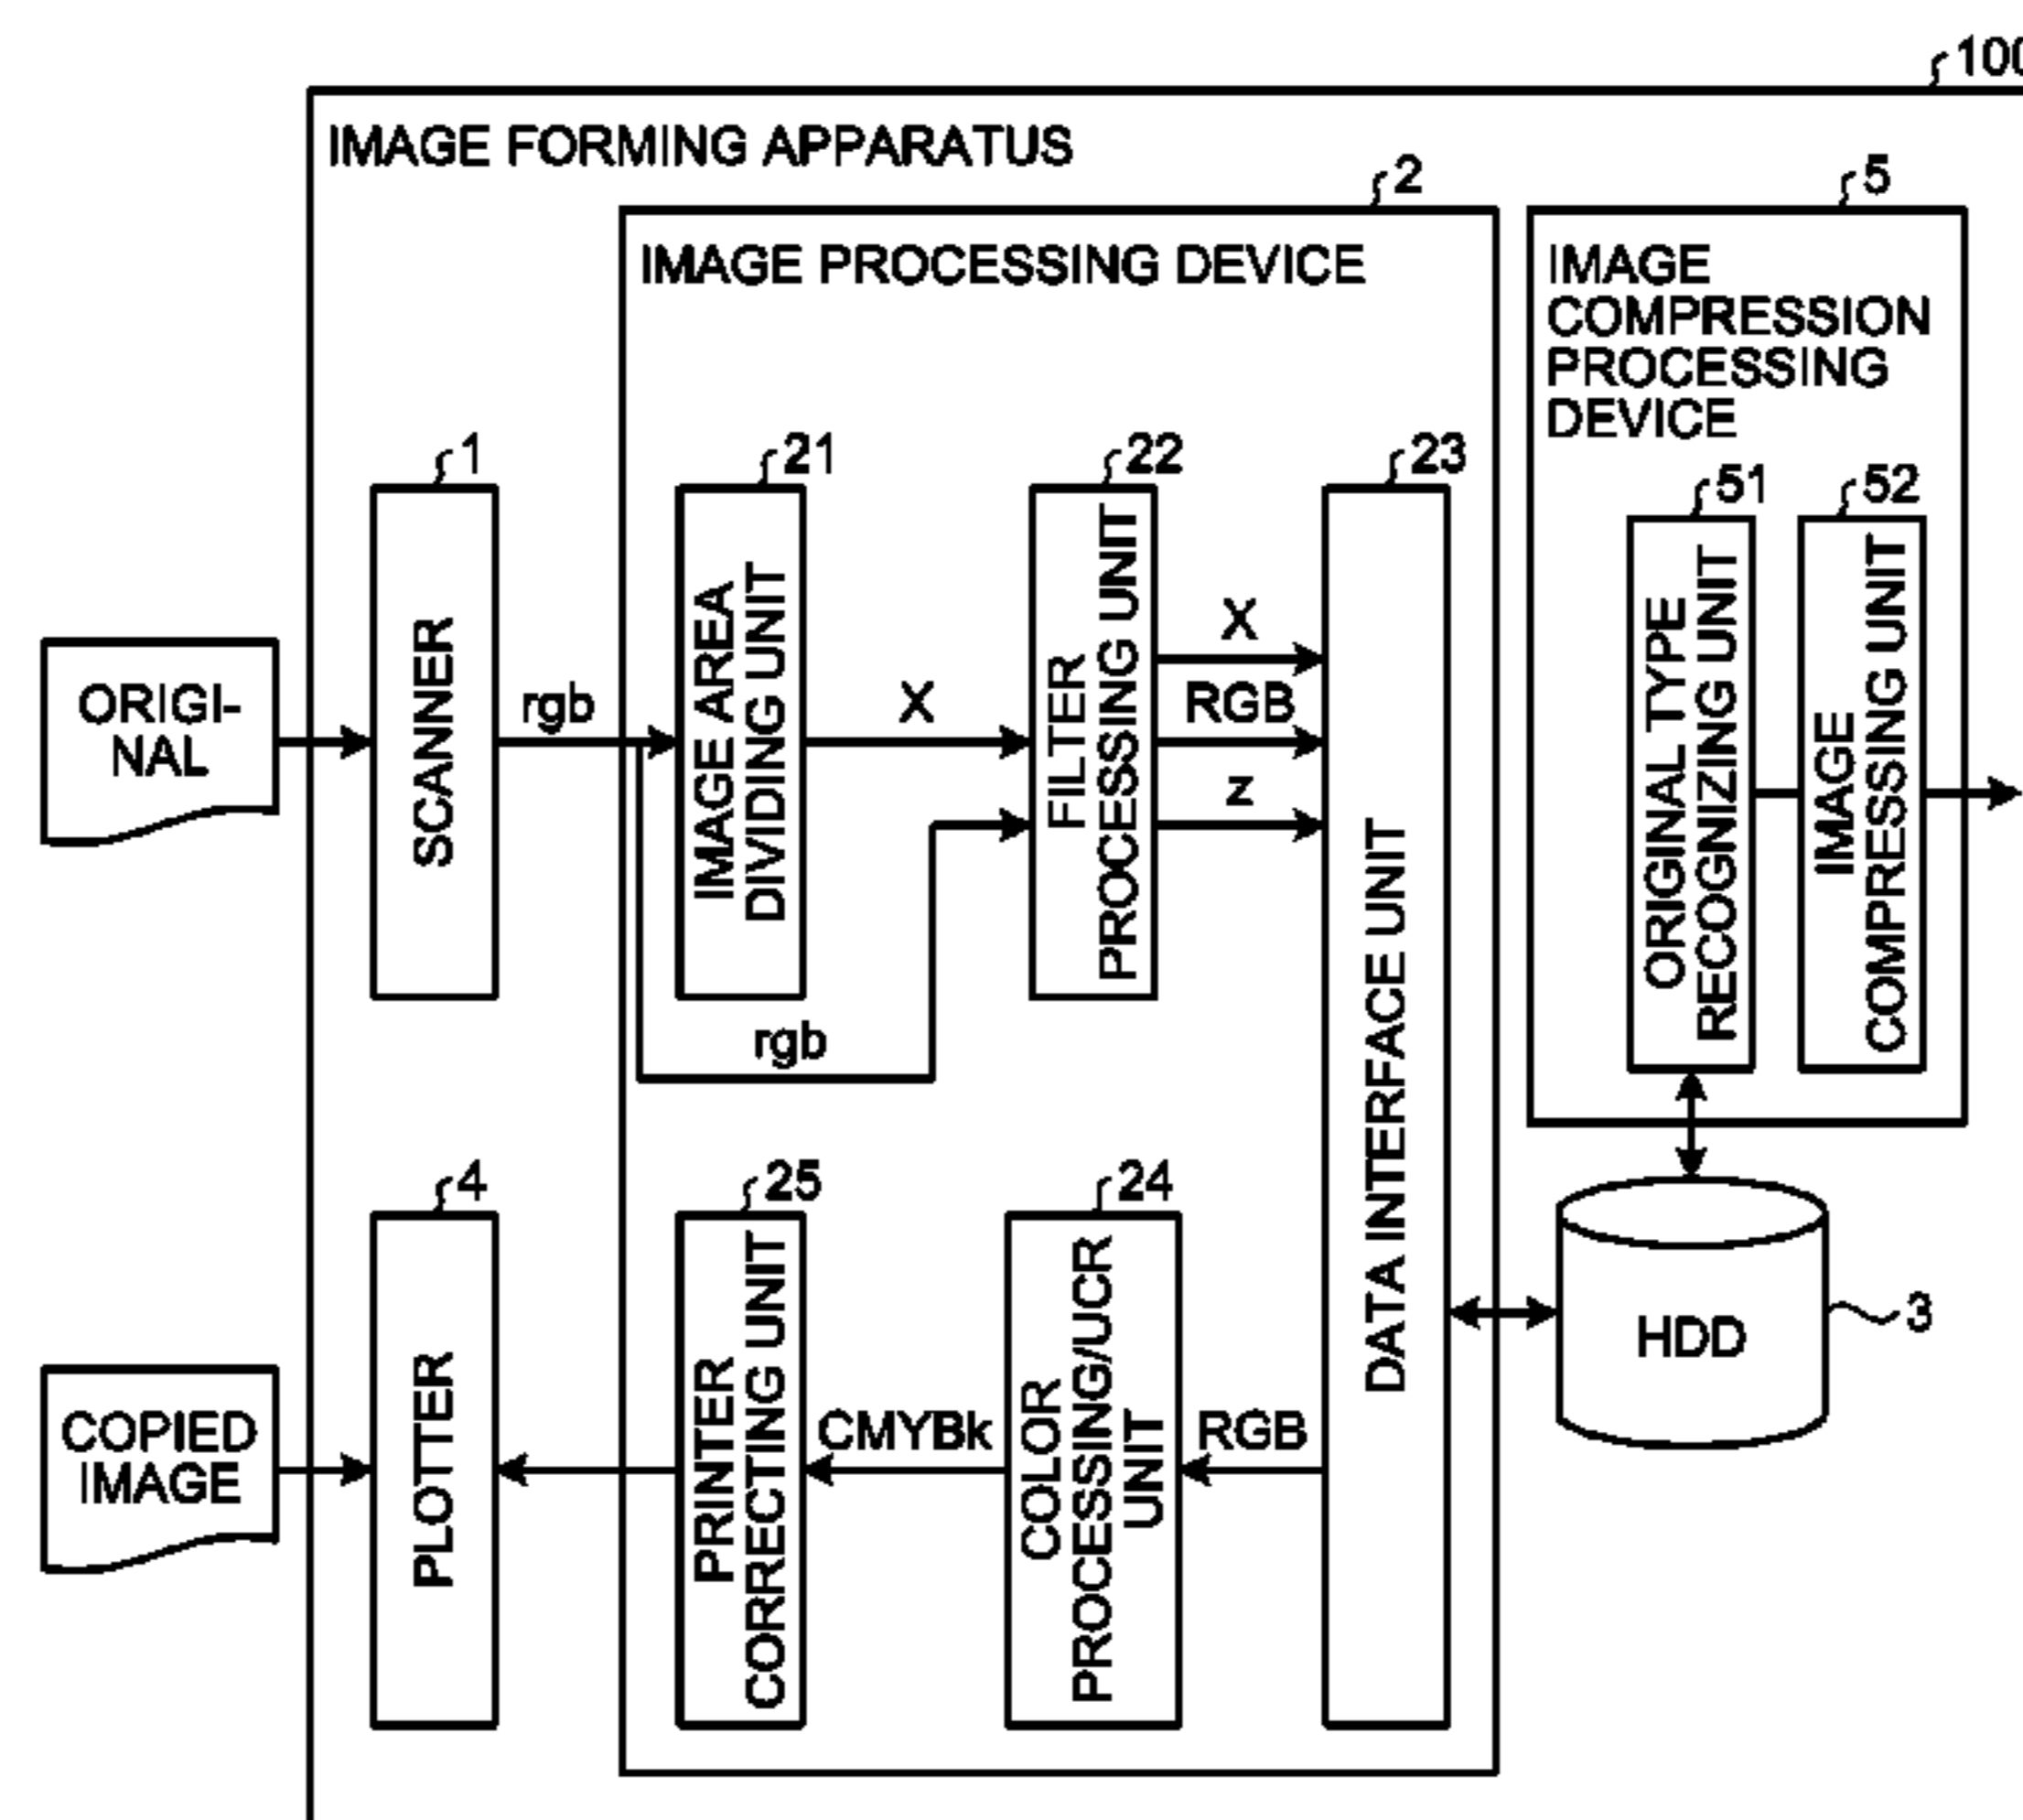 100
IMAGE FORMING APPARATUS
2
5
IMAGE PROCESSING DEVICE
IMAGE
COMPRESSION
PROCESSING
DEVICE
1
21
22
23
51
52
ORIGI-
NAL
SCANNER
rgb
IMAGE AREA
DIVIDING UNIT
X
FILTER
PROCESSING UNIT
X
RGB
z
rgb
DATA INTERFACE UNIT
ORIGINAL TYPE
RECOGNIZING UNIT
IMAGE
COMPRESSING UNIT
4
25
24
COPIED
IMAGE
PLOTTER
PRINTER
CORRECTING UNIT
CMYBk
COLOR
PROCESSING/UCR
UNIT
RGB
HDD
3